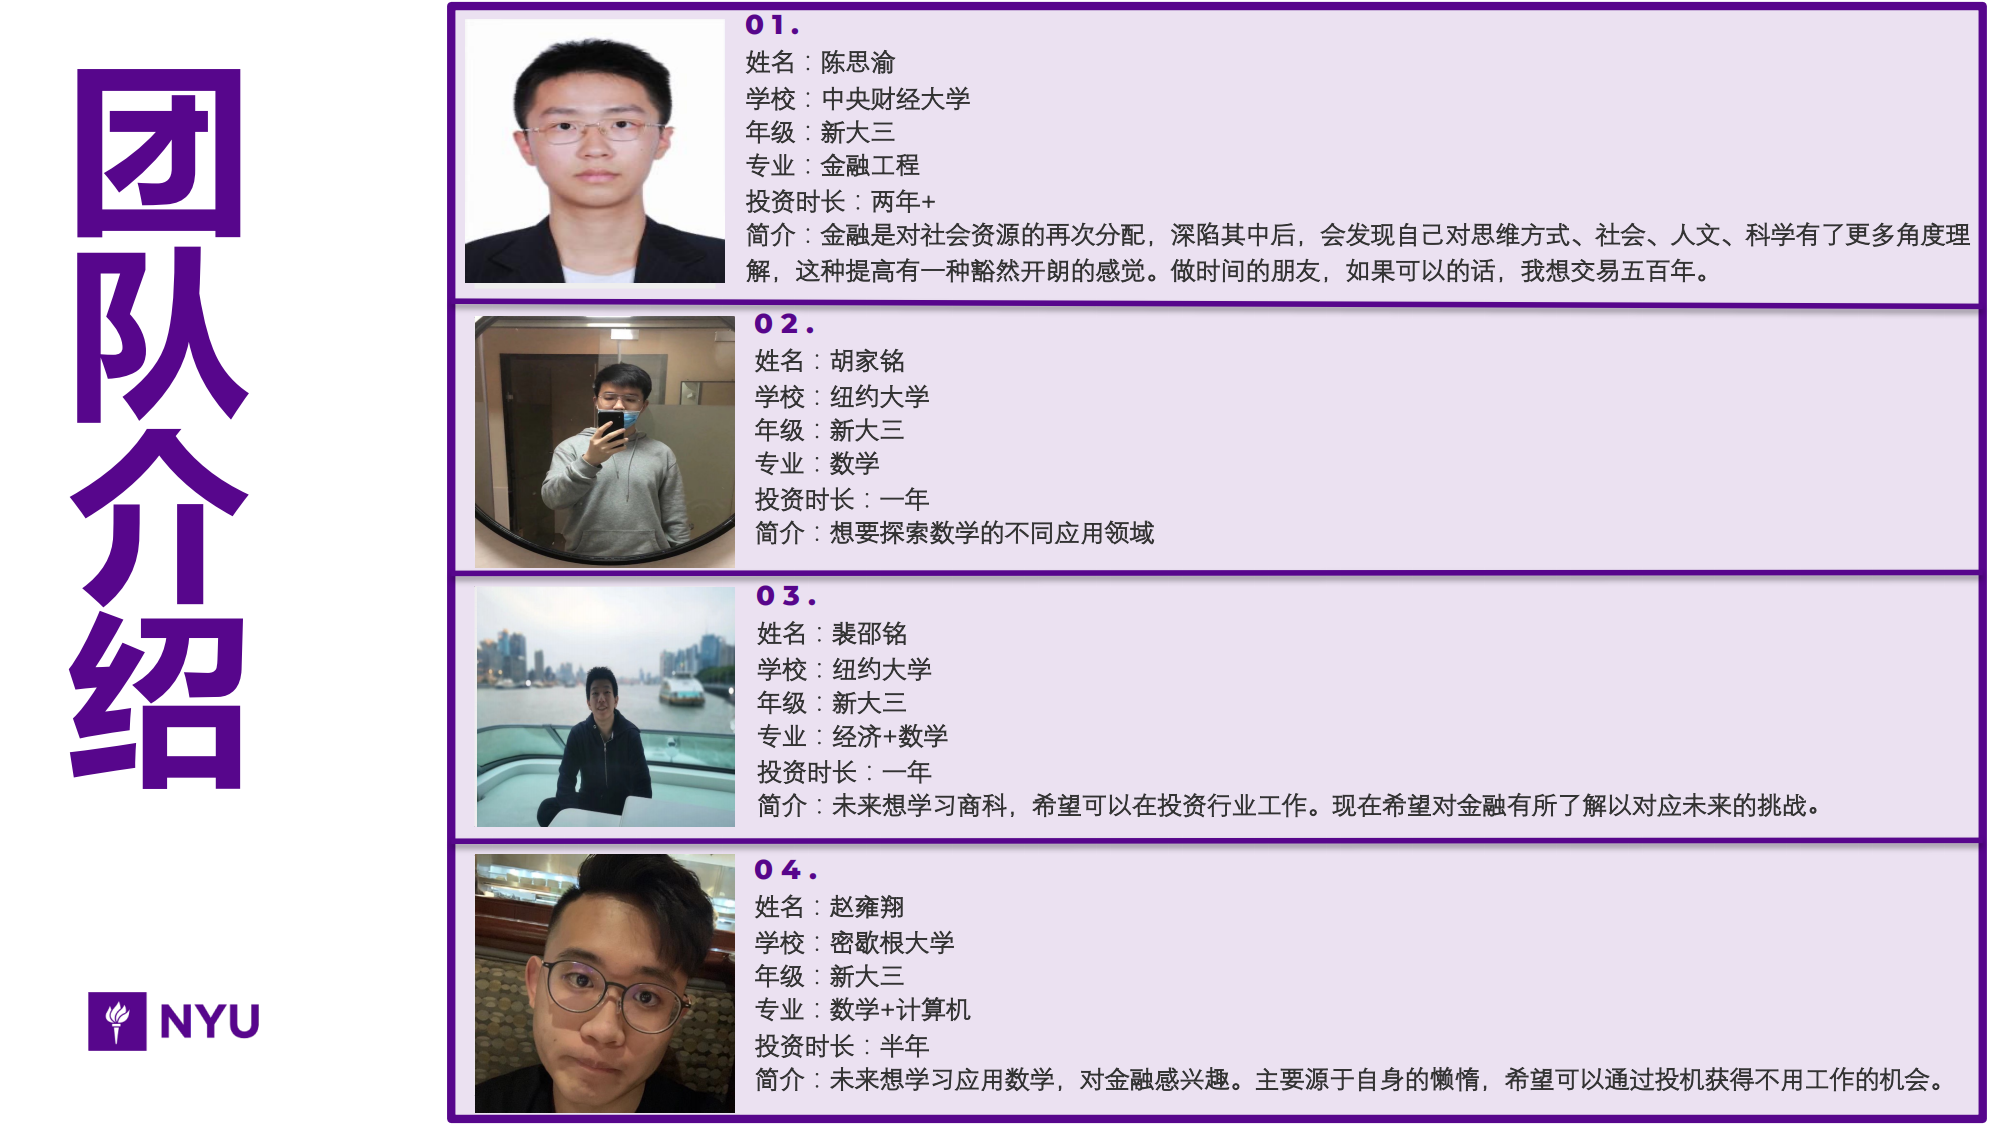 团
队
介
绍
NYU
01.
姓名：陈思渝
学校：中央财经大学
年级：新大三
专业：金融工程
投资时长：两年+
简介：金融是对社会资源的再次分配，深陷其中后，会发现自己对思维方式、社会、人文、科学有了更多角度理
解，这种提高有一种豁然开朗的感觉。做时间的朋友，如果可以的话，我想交易五百年。
02.
姓名：胡家铭
学校：纽约大学
年级：新大三
专业：数学
投资时长：一年
简介：想要探索数学的不同应用领域
03.
姓名：裴邵铭
学校：纽约大学
年级：新大三
专业：经济+数学
投资时长：一年
简介：未来想学习商科，希望可以在投资行业工作。现在希望对金融有所了解以对应未来的挑战。
04.
姓名：赵雍翔
学校：密歇根大学
年级：新大三
专业：数学+计算机
投资时长：半年
简介：未来想学习应用数学，对金融感兴趣。主要源于自身的懒惰，希望可以通过投机获得不用工作的机会。